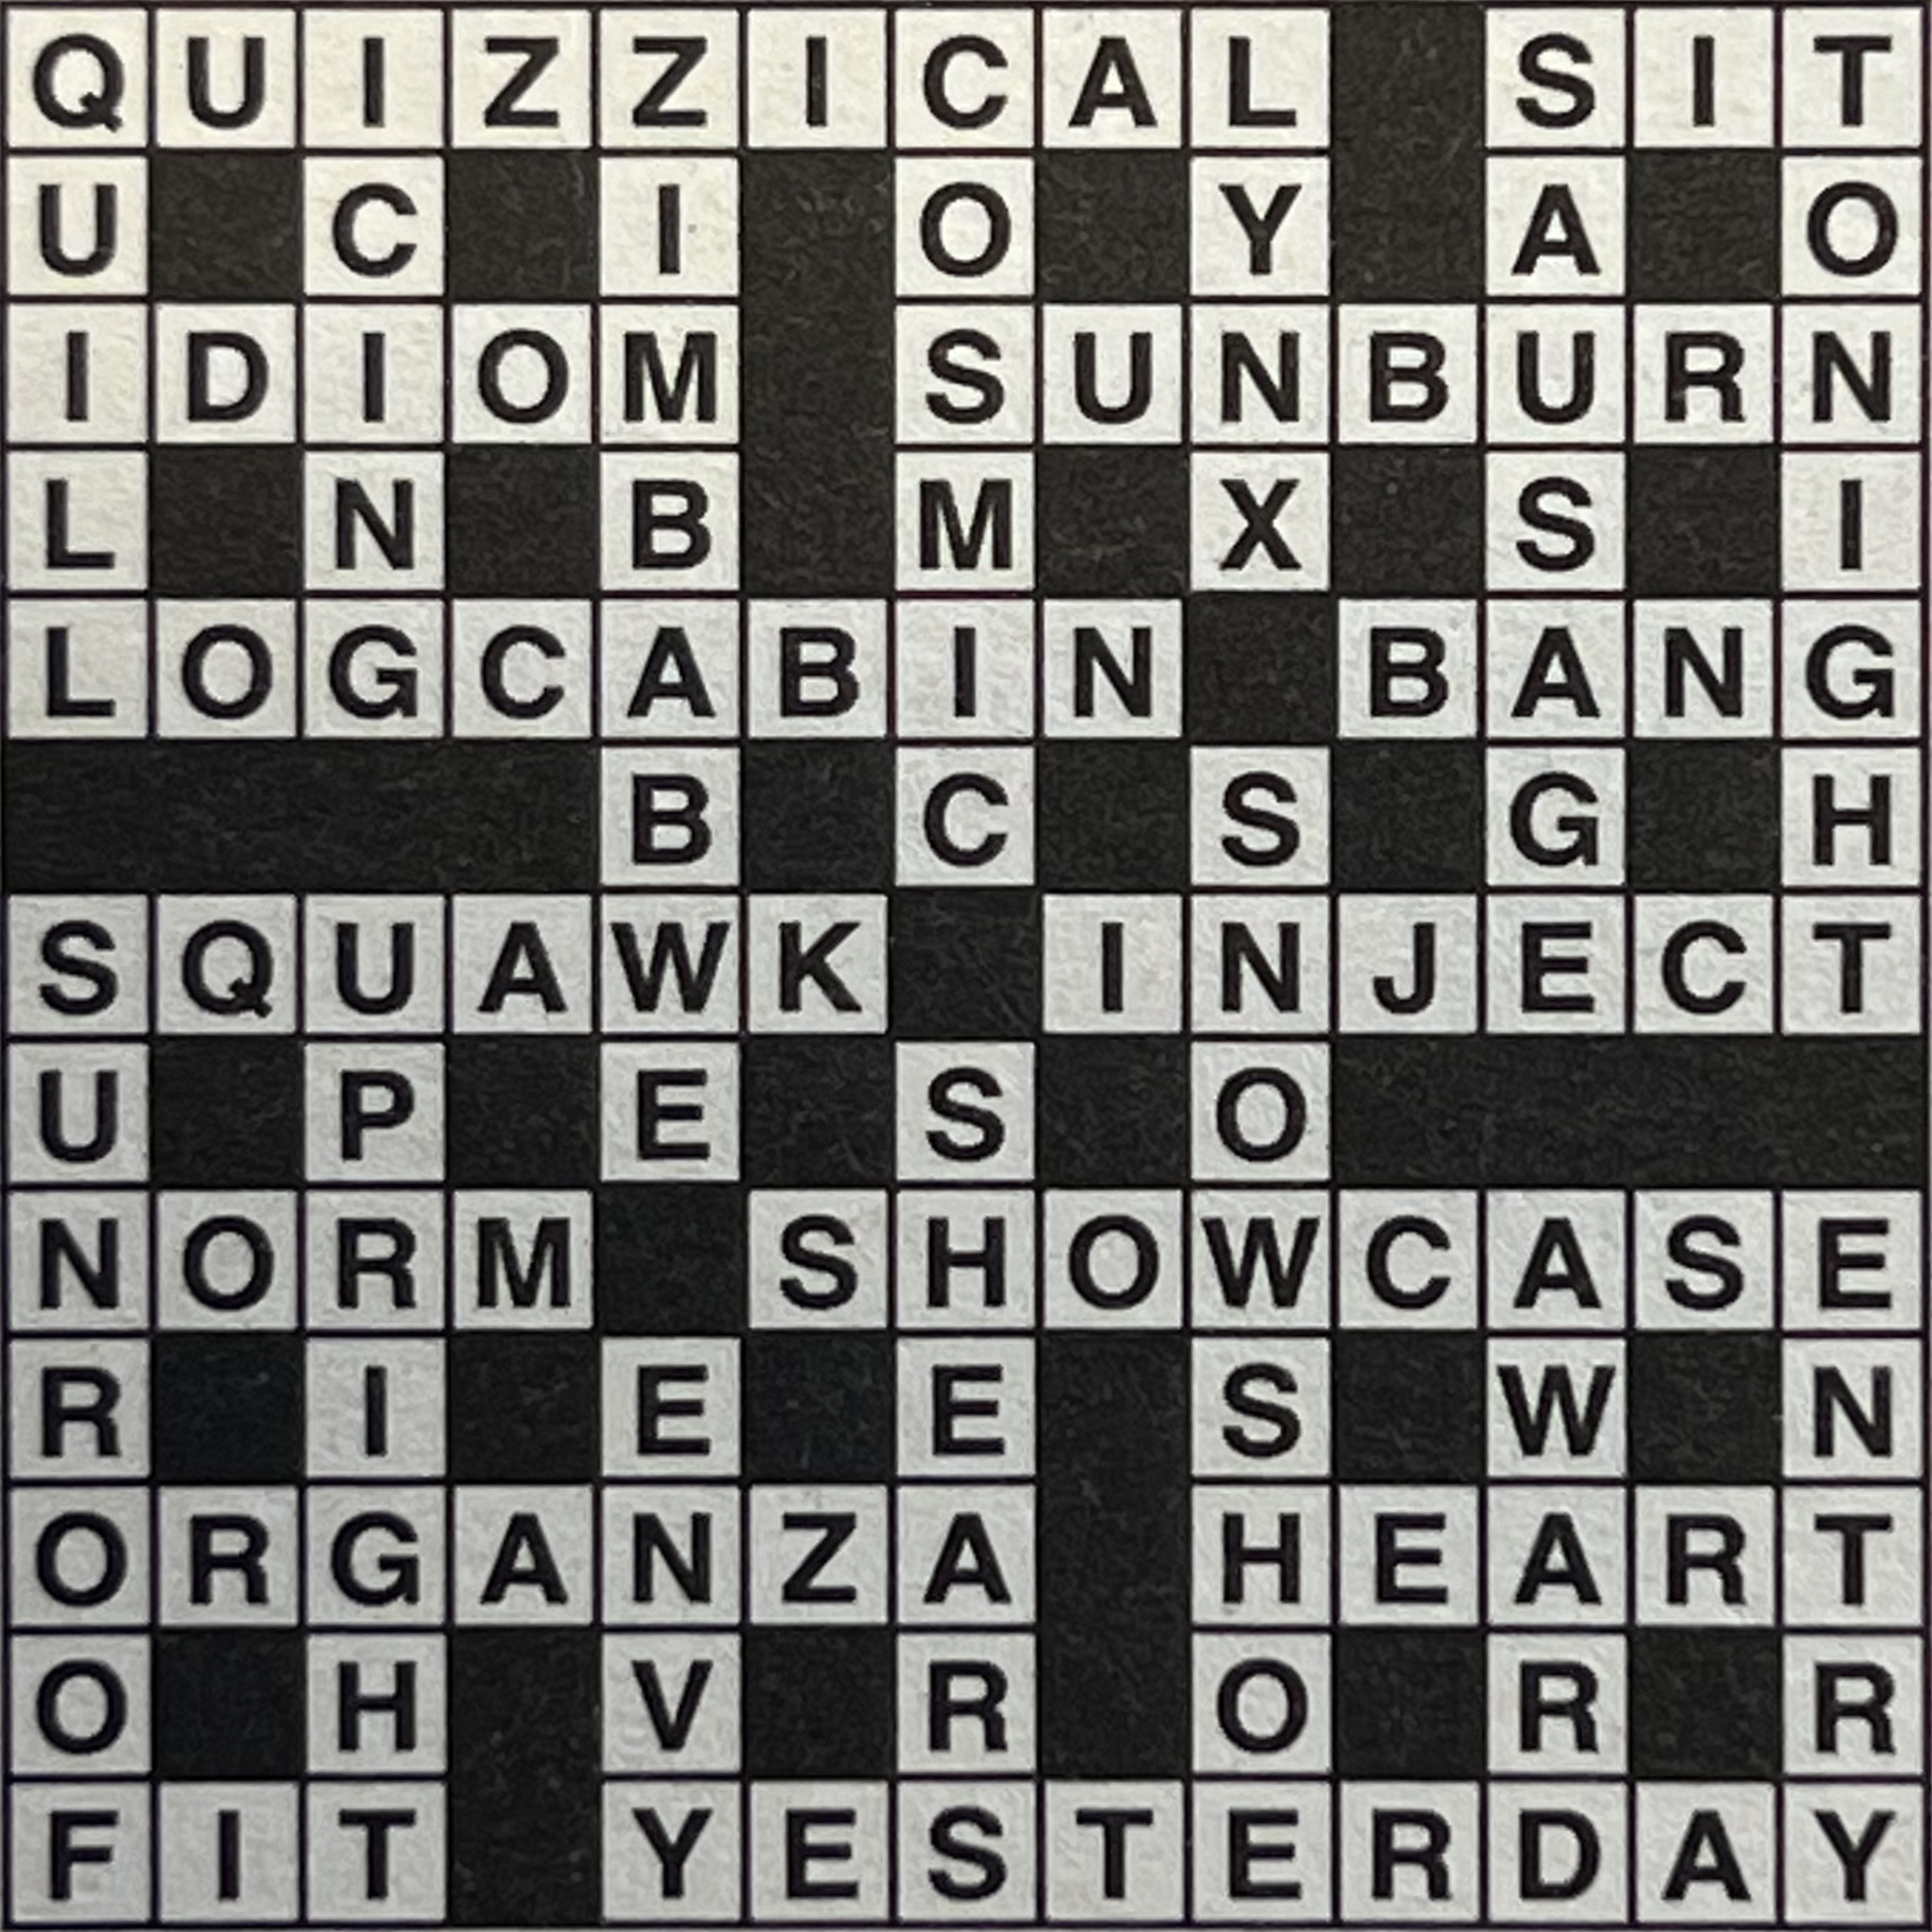 QUIZZICAL SIT
U C I O Y A O
IDIOM SUNBURN
L N B M X S I
LOGCABIN BANG
B C S G H
SQUAWK INJECT
U P E S O
NORM SHOWCASE
R I E E S W N
ORGANZA HEART
O H V R O R R
FIT YESTERDAY